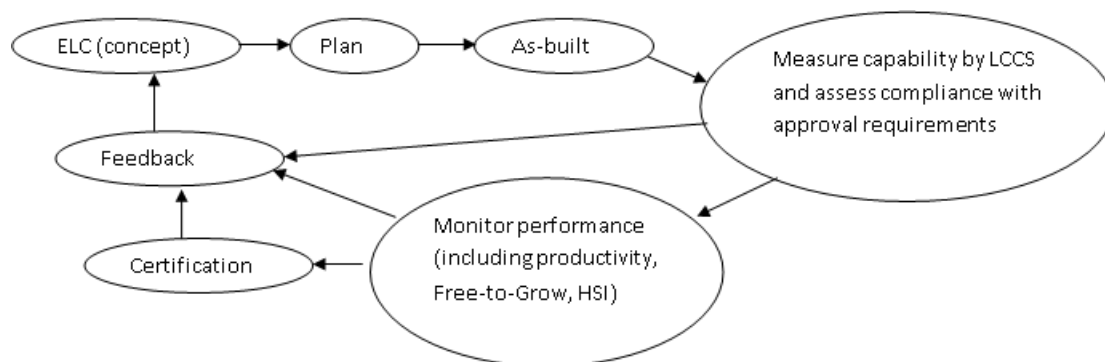 ELC (concept)
Plan
As-built
Measure capability by LCCS
and assess compliance with
approval requirements
Feedback
Monitor performance
(including productivity,
Free-to-Grow, HSI)
Certification